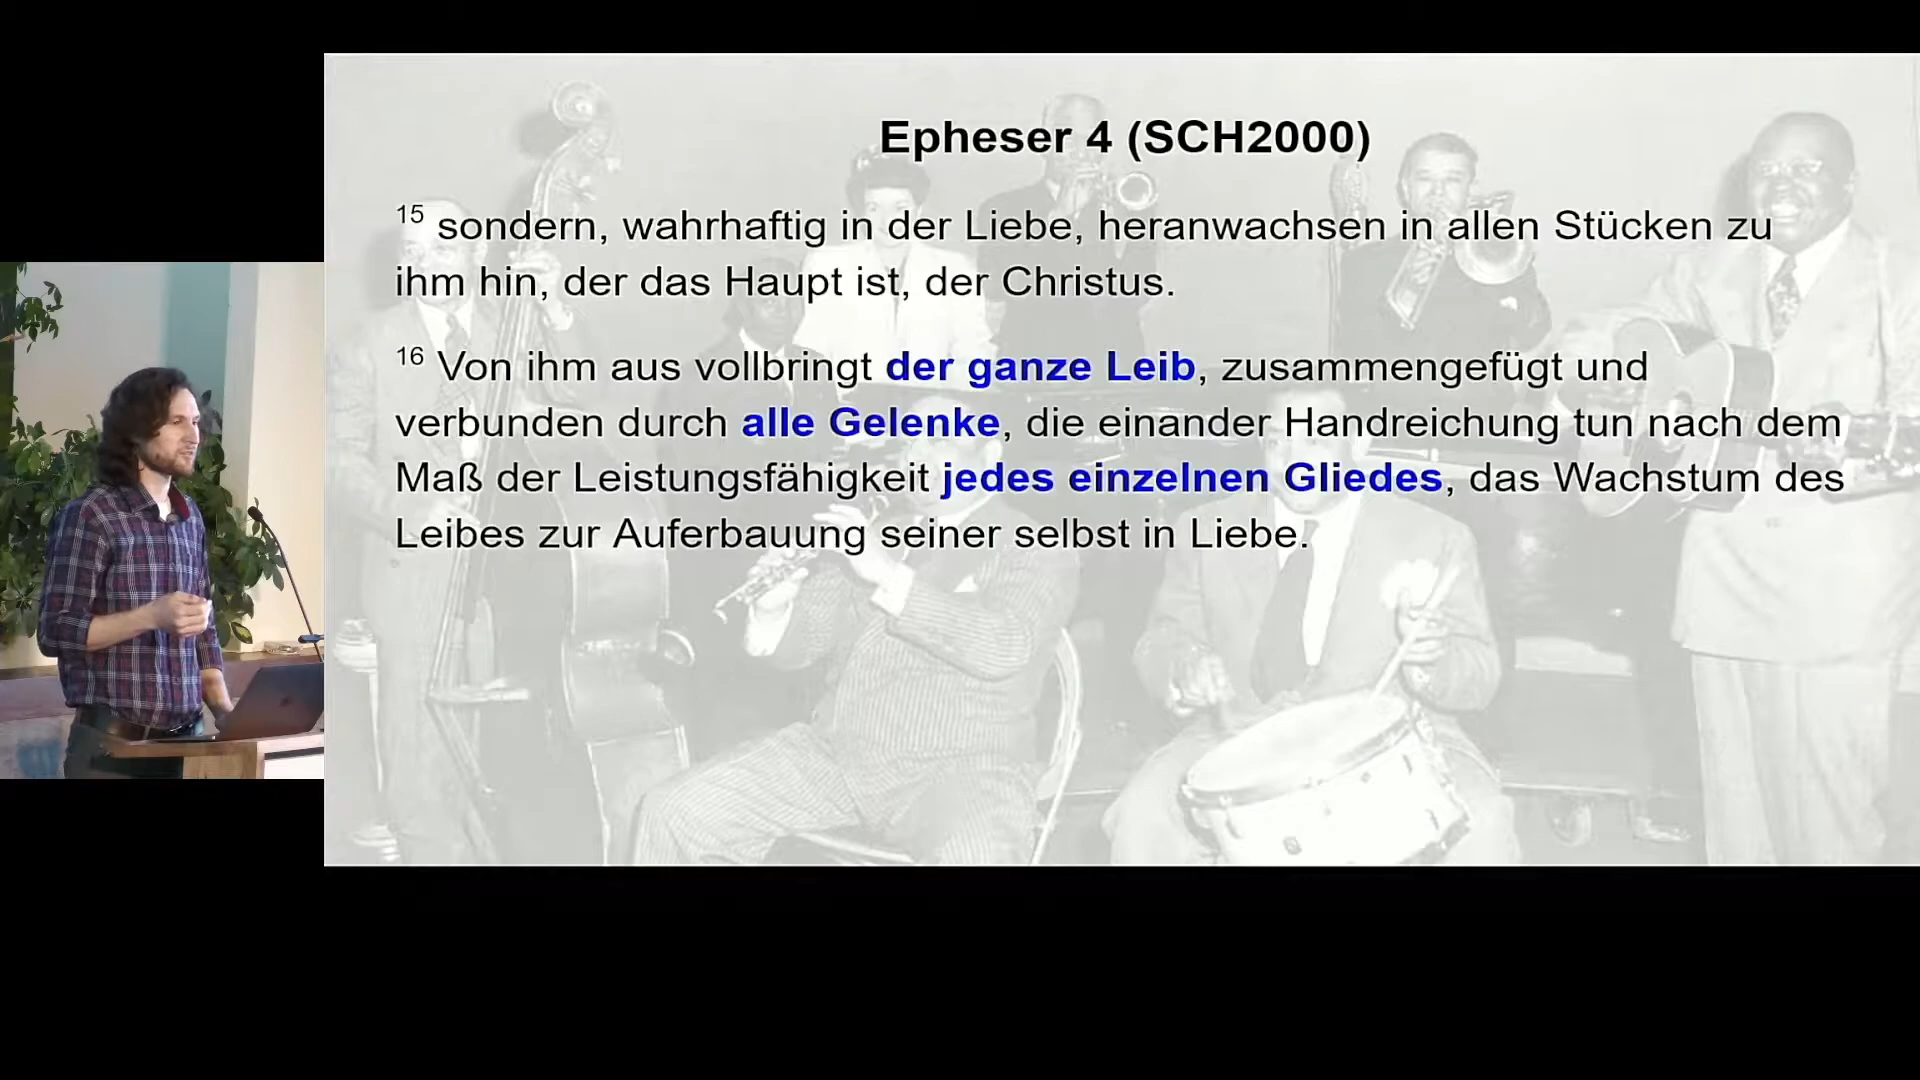 Epheser 4 (SCH2000)
15 sondern, wahrhaftig in der Liebe, heranwachsen in allen Stücken zu
ihm hin, der das Haupt ist, der Christus.
16 Von ihm aus vollbringt der ganze Leib, zusammengefügt und
verbunden durch alle Gelenke, die einander Handreichung tun nach dem
Maß der Leistungsfähigkeit jedes einzelnen Gliedes, das Wachstum des
Leibes zur Auferbauung seiner selbst in Liebe.